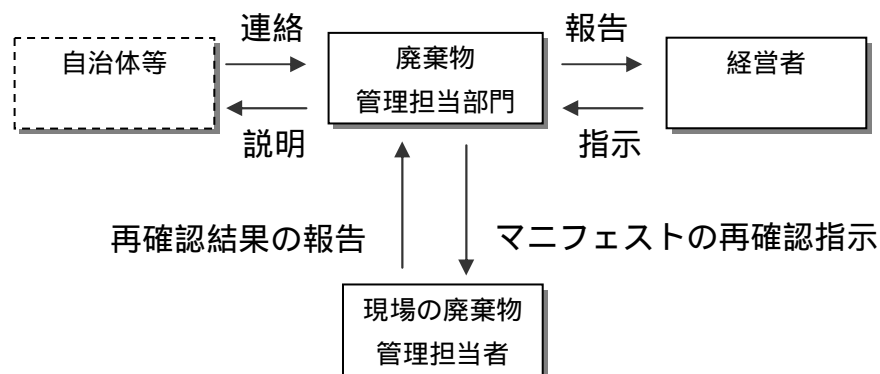 連絡
報告
自治体等
廃棄物
管理担当部門
経営者
説明
指示
再確認結果の報告
マニフェストの再確認指示
現場の廃棄物
管理担当者